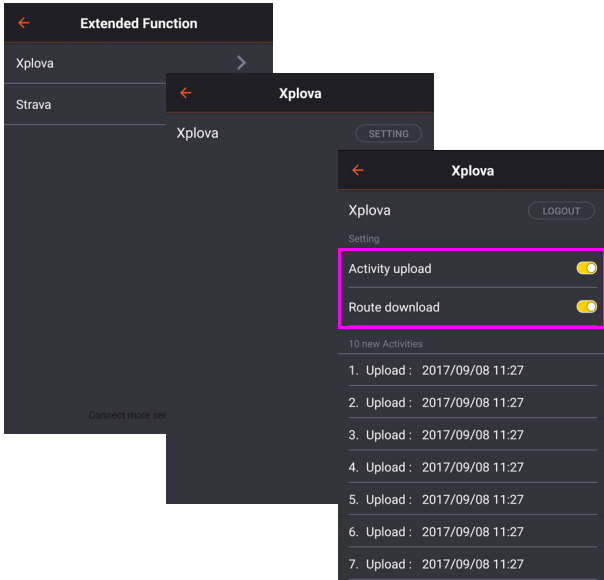 Extended Function
Xplova
Strava
Connect more ser
Xplova
Xplova SETTING
Xplova
Xplova LOGOUT
Setting
Activity upload
Route download
10 new Activities
1. Upload : 2017/09/08 11:27
2. Upload : 2017/09/08 11:27
3. Upload : 2017/09/08 11:27
4. Upload : 2017/09/08 11:27
5. Upload : 2017/09/08 11:27
6. Upload : 2017/09/08 11:27
7. Upload : 2017/09/08 11:27